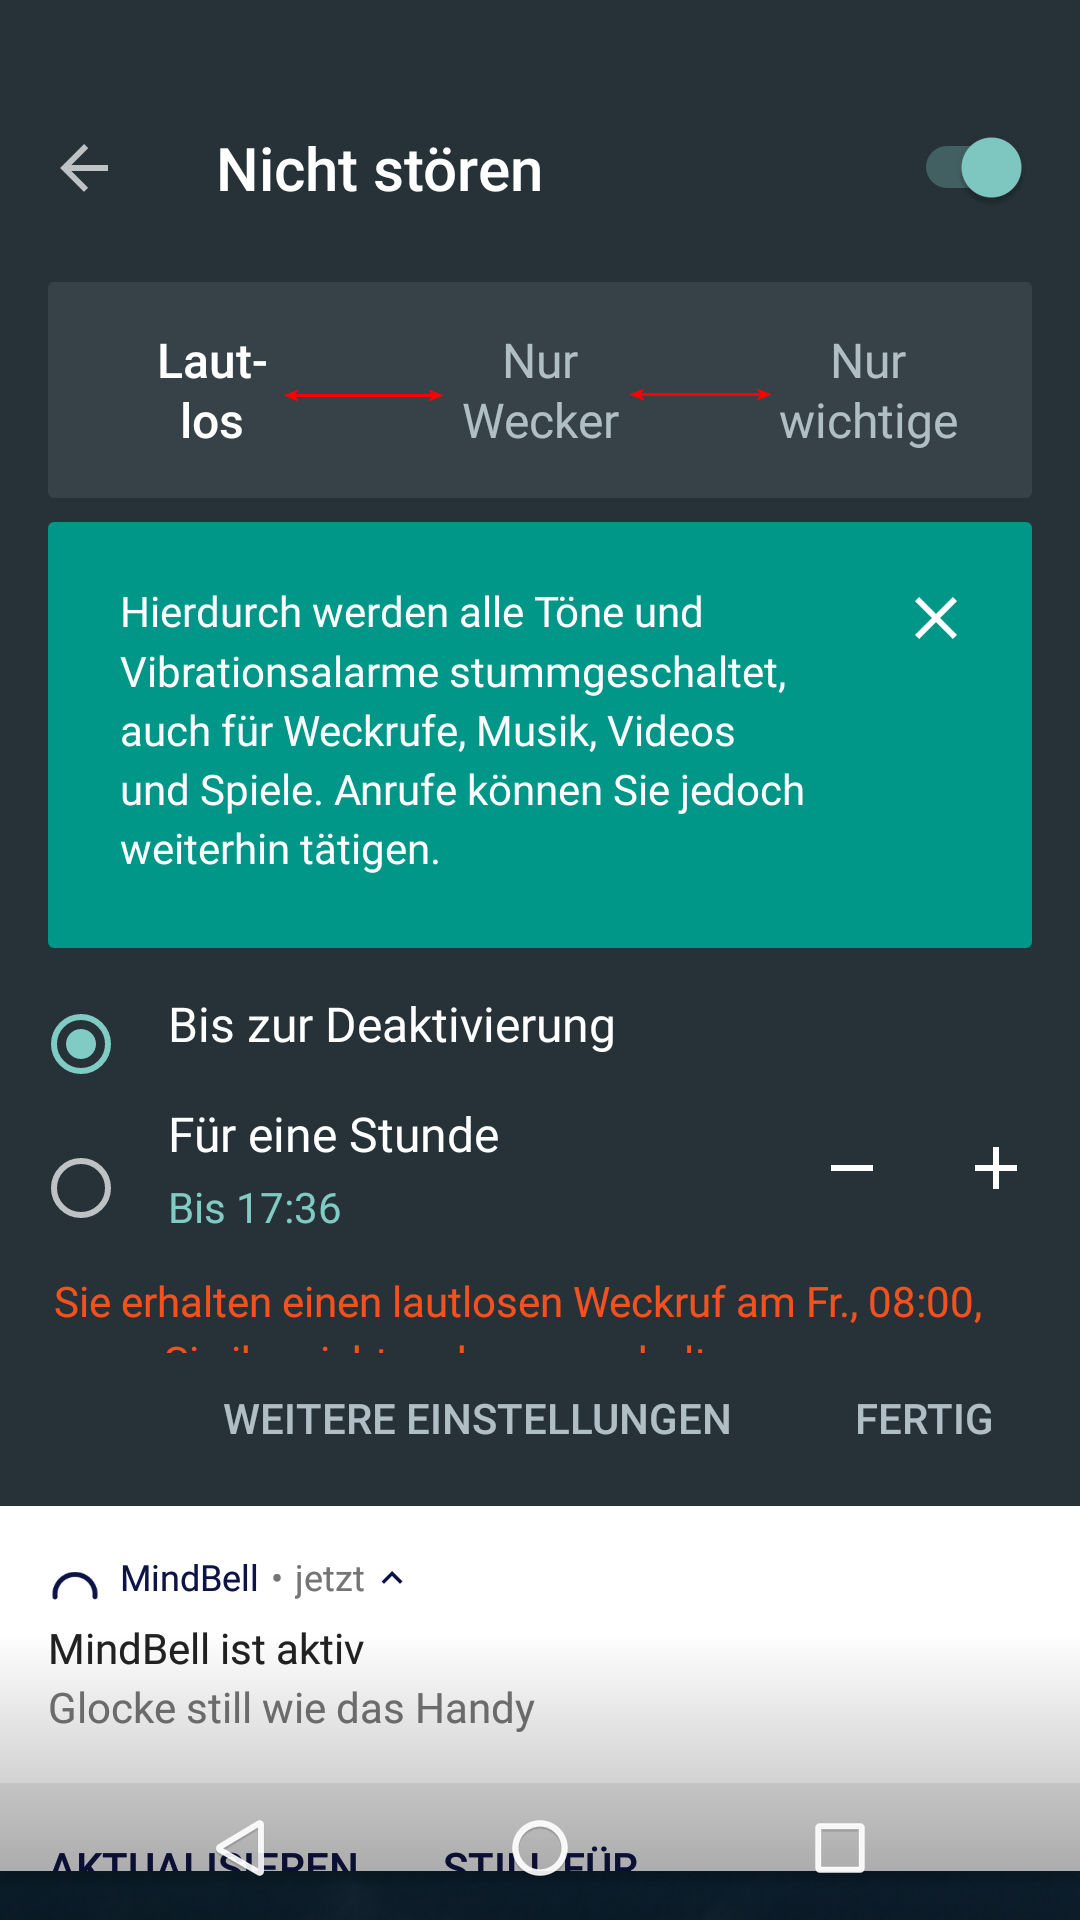 Nicht stören
Laut-
los
Nur
Wecker
Nur
wichtige
Hierdurch werden alle Töne und
Vibrationsalarme stummgeschaltet,
auch für Weckrufe, Musik, Videos
und Spiele. Anrufe können Sie jedoch
weiterhin tätigen.
Bis zur Deaktivierung
Für eine Stunde
Bis 17:36
Sie erhalten einen lautlosen Weckruf am Fr., 08:00,
WEITERE EINSTELLUNGEN FERTIG
MindBell • jetzt
MindBell ist aktiv
Glocke still wie das Handy
AKTUALISIEREN STILL FÜR